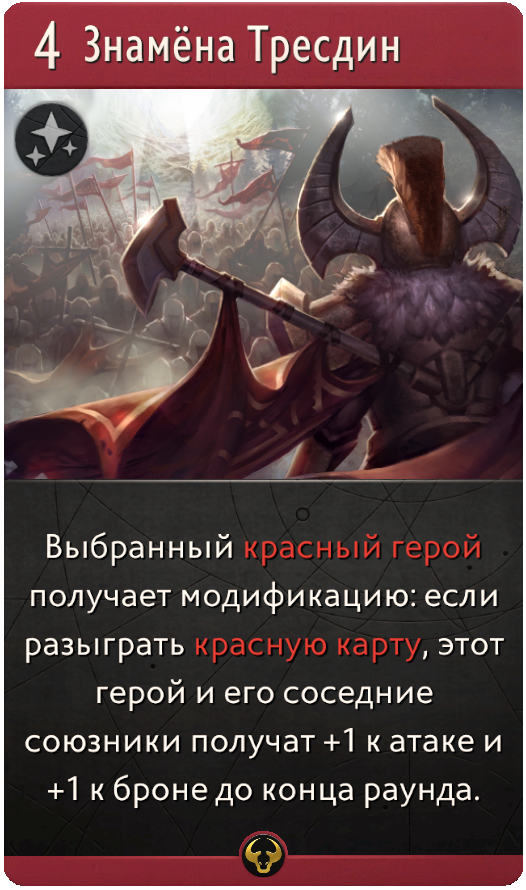 4 Знамёна Тресдин
Выбранный красный герой
получает модификацию: если
разыграть красную карту, этот
герой и его соседние
союзники получат +1 к атаке и
+1 к броне до конца раунда.